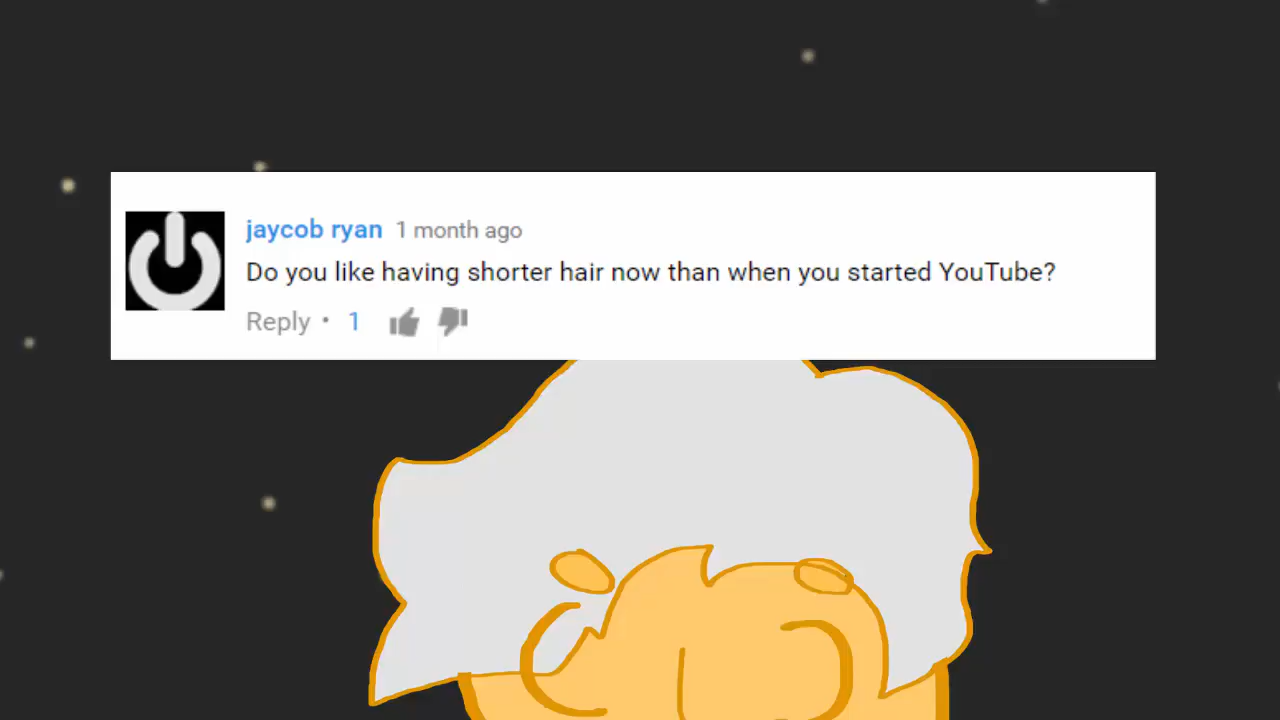 jaycob ryan 1 month ago
Do you like having shorter hair now than when you started YouTube?
Reply • 1